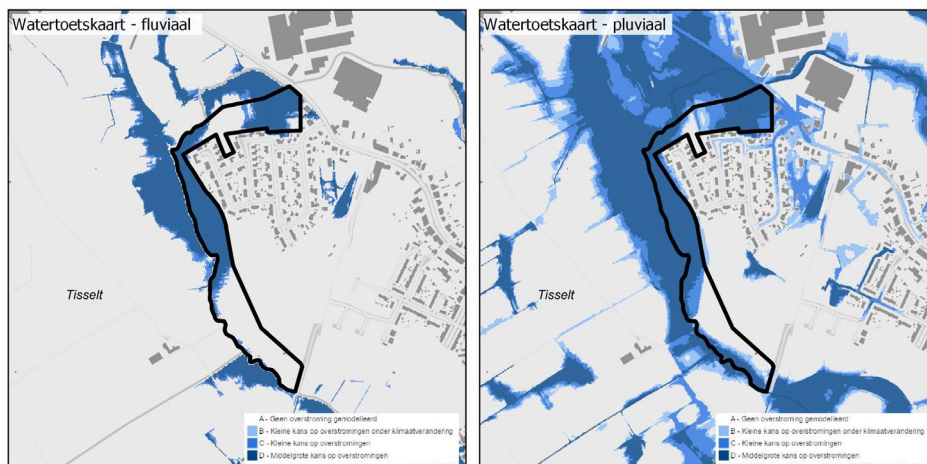 Watertoetskaart - fluviaal
Tisselt
A - Geen overstroming gemodelleerd
B - Kleine kans op overstromingen onder klimaatverandering
C - Kleine kans op overstromingen
D - Middelgrote kans op overstromingen
Watertoetskaart - pluviaal
Tisselt
A - Geen overstroming gemodelleerd
B - Kleine kans op overstromingen onder klimaatverandering
C - Kleine kans op overstromingen
D - Middelgrote kans op overstromingen